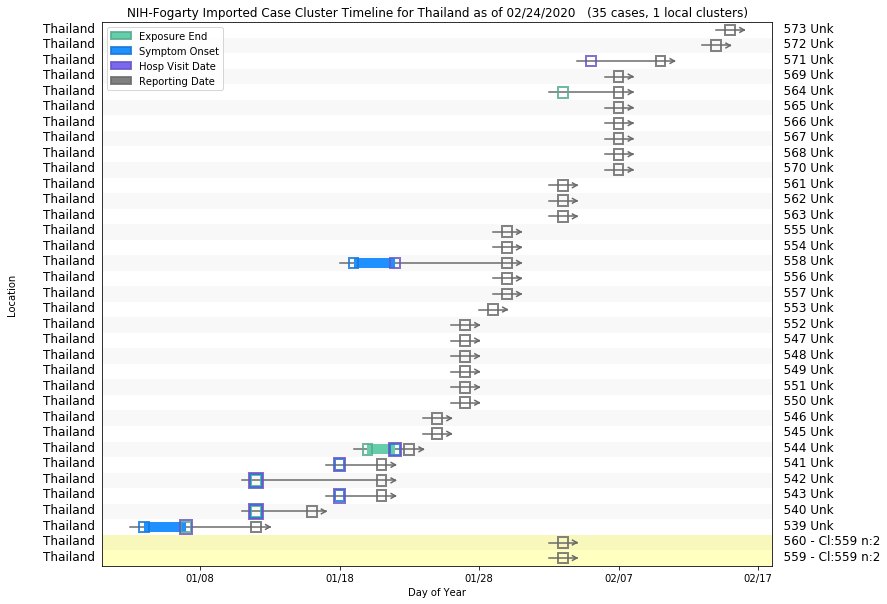 NIH-Fogarty Imported Case Cluster Timeline for Thailand as of 02/24/2020 (35 cases, 1 local clusters)
Exposure End
Symptom Onset
Hosp Visit Date
Reporting Date
Location
Thailand 573 Unk
Thailand 572 Unk
Thailand 571 Unk
Thailand 569 Unk
Thailand 564 Unk
Thailand 565 Unk
Thailand 566 Unk
Thailand 567 Unk
Thailand 568 Unk
Thailand 570 Unk
Thailand 561 Unk
Thailand 562 Unk
Thailand 563 Unk
Thailand 555 Unk
Thailand 554 Unk
Thailand 558 Unk
Thailand 556 Unk
Thailand 557 Unk
Thailand 553 Unk
Thailand 552 Unk
Thailand 547 Unk
Thailand 548 Unk
Thailand 549 Unk
Thailand 551 Unk
Thailand 550 Unk
Thailand 546 Unk
Thailand 545 Unk
Thailand 544 Unk
Thailand 541 Unk
Thailand 542 Unk
Thailand 543 Unk
Thailand 540 Unk
Thailand 539 Unk
Thailand 560 - Cl:559 n:2
Thailand 559 - Cl:559 n:2
01/08 01/18 01/28 02/07 02/17
Day of Year